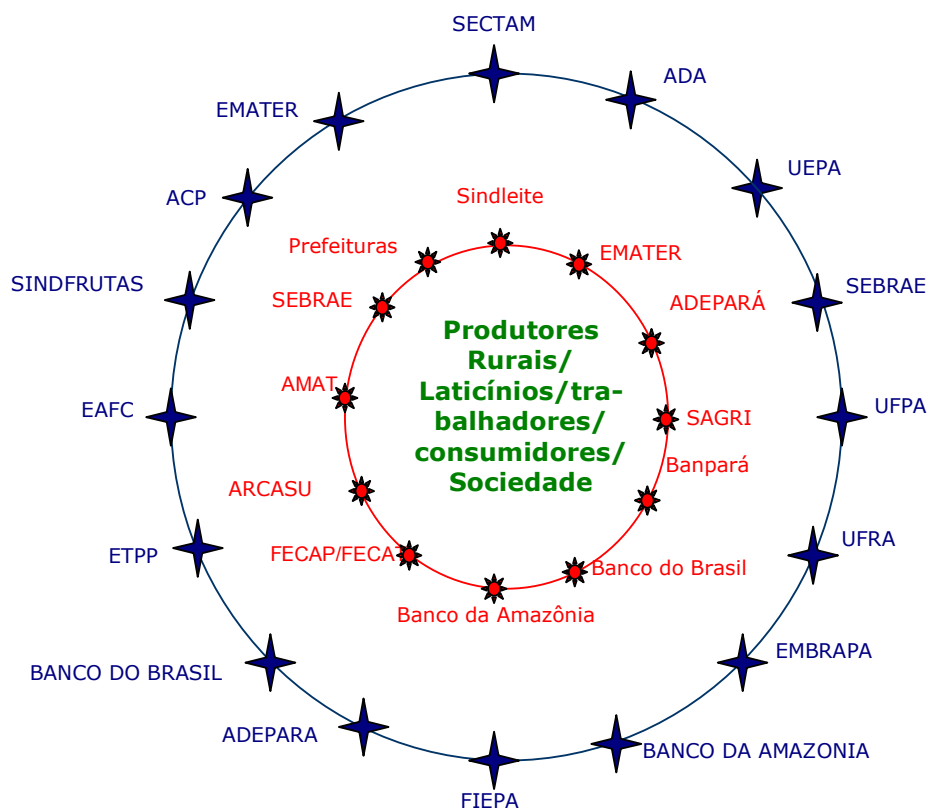 SECTAM
ADA
EMATER
UEPA
ACP
Sindleite
Prefeituras
EMATER
SINDFRUTAS
SEBRAE
SEBRAE
ADEPARÁ
Produtores
Rurais/
Laticínios/tra-
balhadores/
consumidores/
Sociedade
AMAT
EAFC
SAGRI
UFPA
Banpará
ARCASU
UFRA
ETPP
FECAP/FECAT
Banco do Brasil
Banco da Amazônia
EMBRAPA
BANCO DO BRASIL
ADEPARA
BANCO DA AMAZONIA
FIEPA